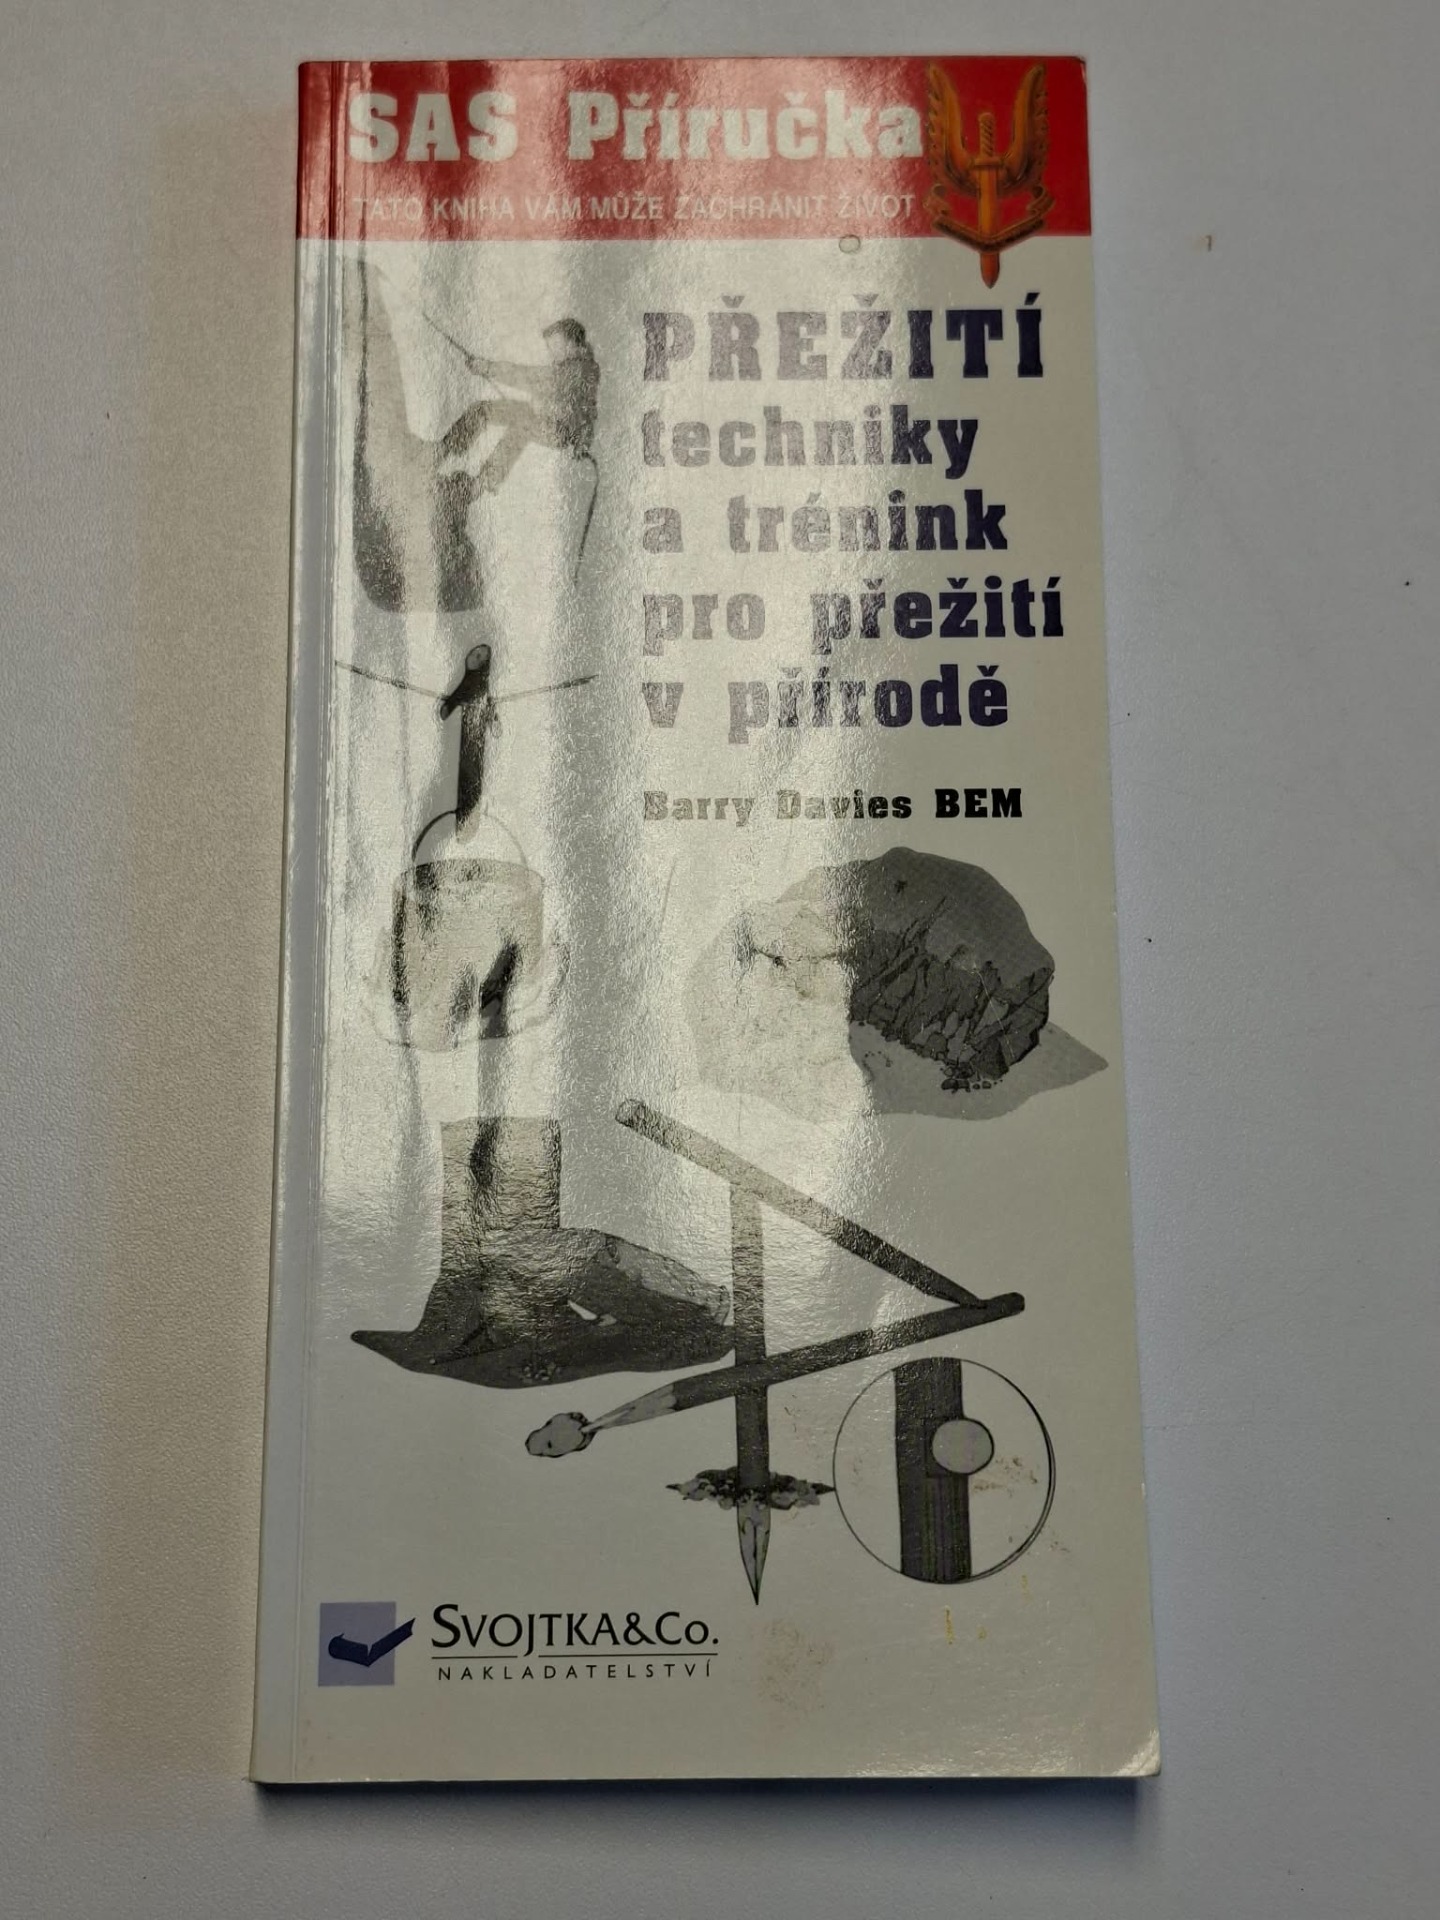 SAS Příručka
TATO KNIHA VÁM MŮŽE ZACHRÁNIT ŽIVOT
PŘEŽITÍ
techniky
a trénink
pro přežití
v přírodě
Barry Davies BEM
SVOJTKA&CO.
NAKLADATELSTVÍ